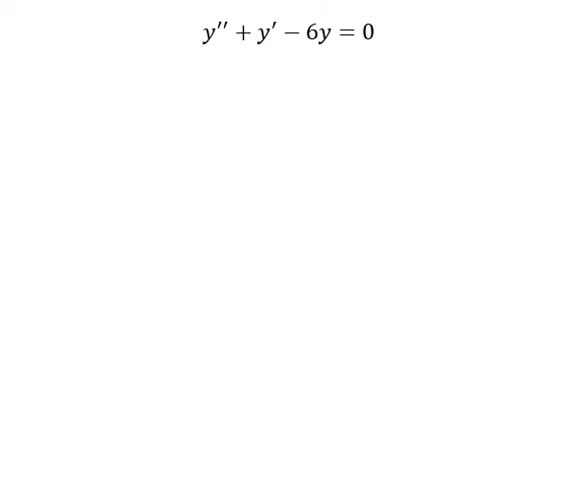 y′′ + y′ − 6y = 0